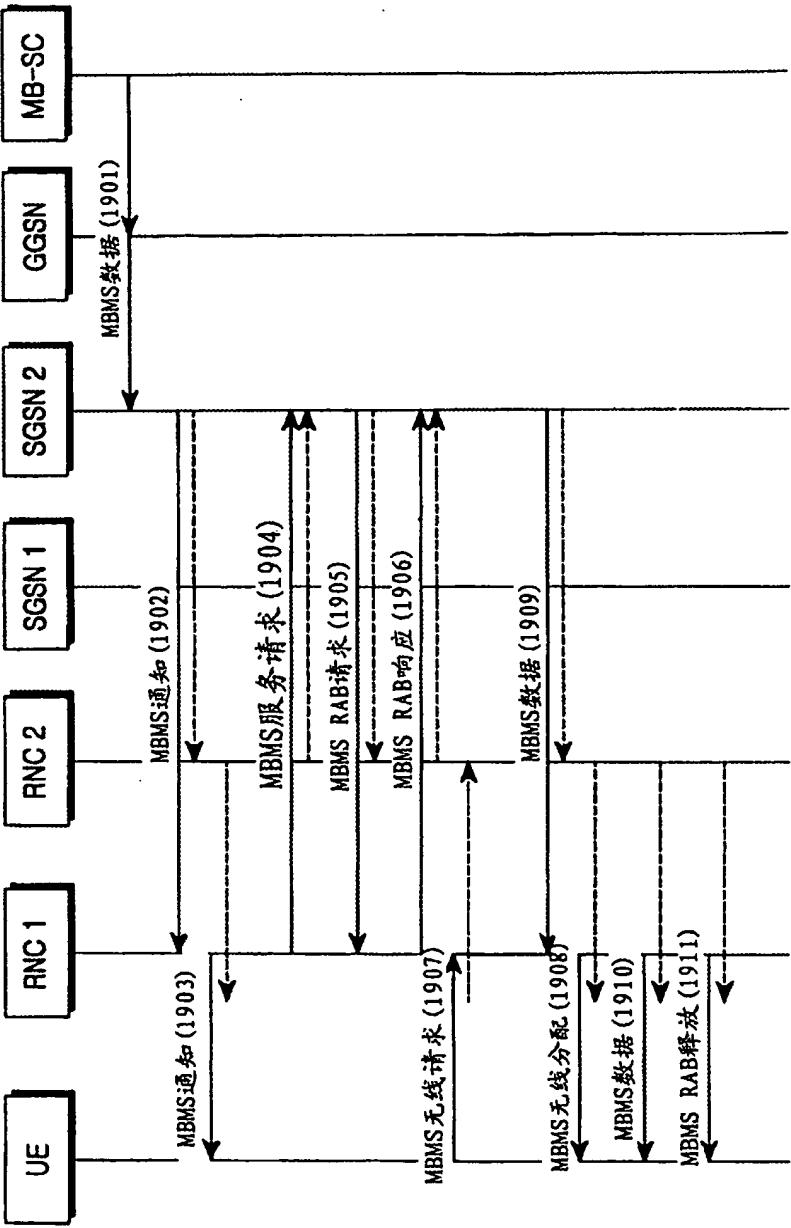 UE
RNC 1
RNC 2
SGSN 1
SGSN 2
GGSN
MB-SC
MBMS数据(1901)
MBMS通知(1902)
MBMS通知(1903)
MBMS服务请求(1904)
MBMS RAB请求(1905)
MBMS RAB响应(1906)
MBMS无线请求(1907)
MBMS无线分配(1908)
MBMS数据(1909)
MBMS数据(1910)
MBMS RAB释放(1911)